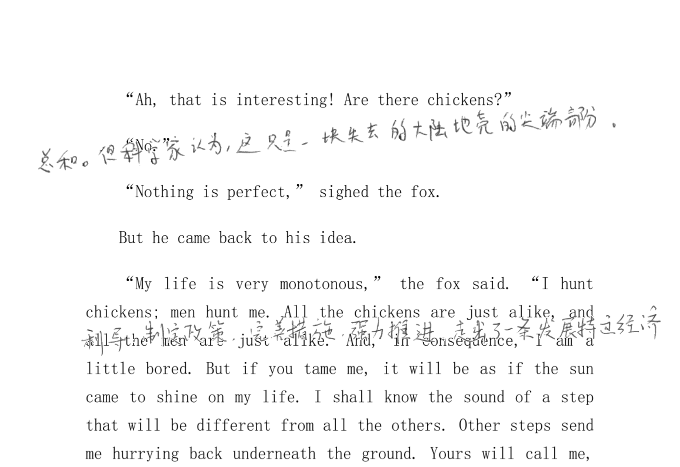 “Ah, that is interesting! Are there chickens?”
“No.”
总和。但科学家认为，这只是一块失去的大陆地壳的尖端部分.
“Nothing is perfect,” sighed the fox.
But he came back to his idea.
“My life is very monotonous,” the fox said. “I hunt
chickens; men hunt me. All the chickens are just alike, and
利导.制定政策.完善措施.强力推进.走出了一条发展特色经济
all the men are just alike. And, in consequence, I am a
little bored. But if you tame me, it will be as if the sun
came to shine on my life. I shall know the sound of a step
that will be different from all the others. Other steps send
me hurrying back underneath the ground. Yours will call me,